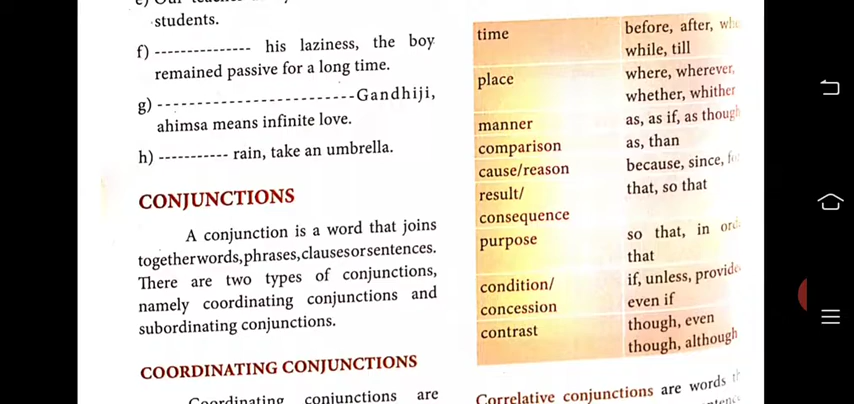 students.
f) --------------- his laziness, the boy
remained passive for a long time.
g) -------------------------Gandhiji,
ahimsa means infinite love.
h) ----------- rain, take an umbrella.
CONJUNCTIONS
A conjunction is a word that joins
together words, phrases, clauses or sentences.
There are two types of conjunctions,
namely coordinating conjunctions and
subordinating conjunctions.
COORDINATING CONJUNCTIONS
Coordinating conjunctions are
time
before, after,
while, till
place
where, wherever,
whether, whither
manner
as, as if, as though
comparison
as, than
cause/reason
because, since,
result/
consequence
that, so that
purpose
so that, in
that
condition/
concession
if, unless,
even if
contrast
though, even
though, although
Correlative conjunctions are words